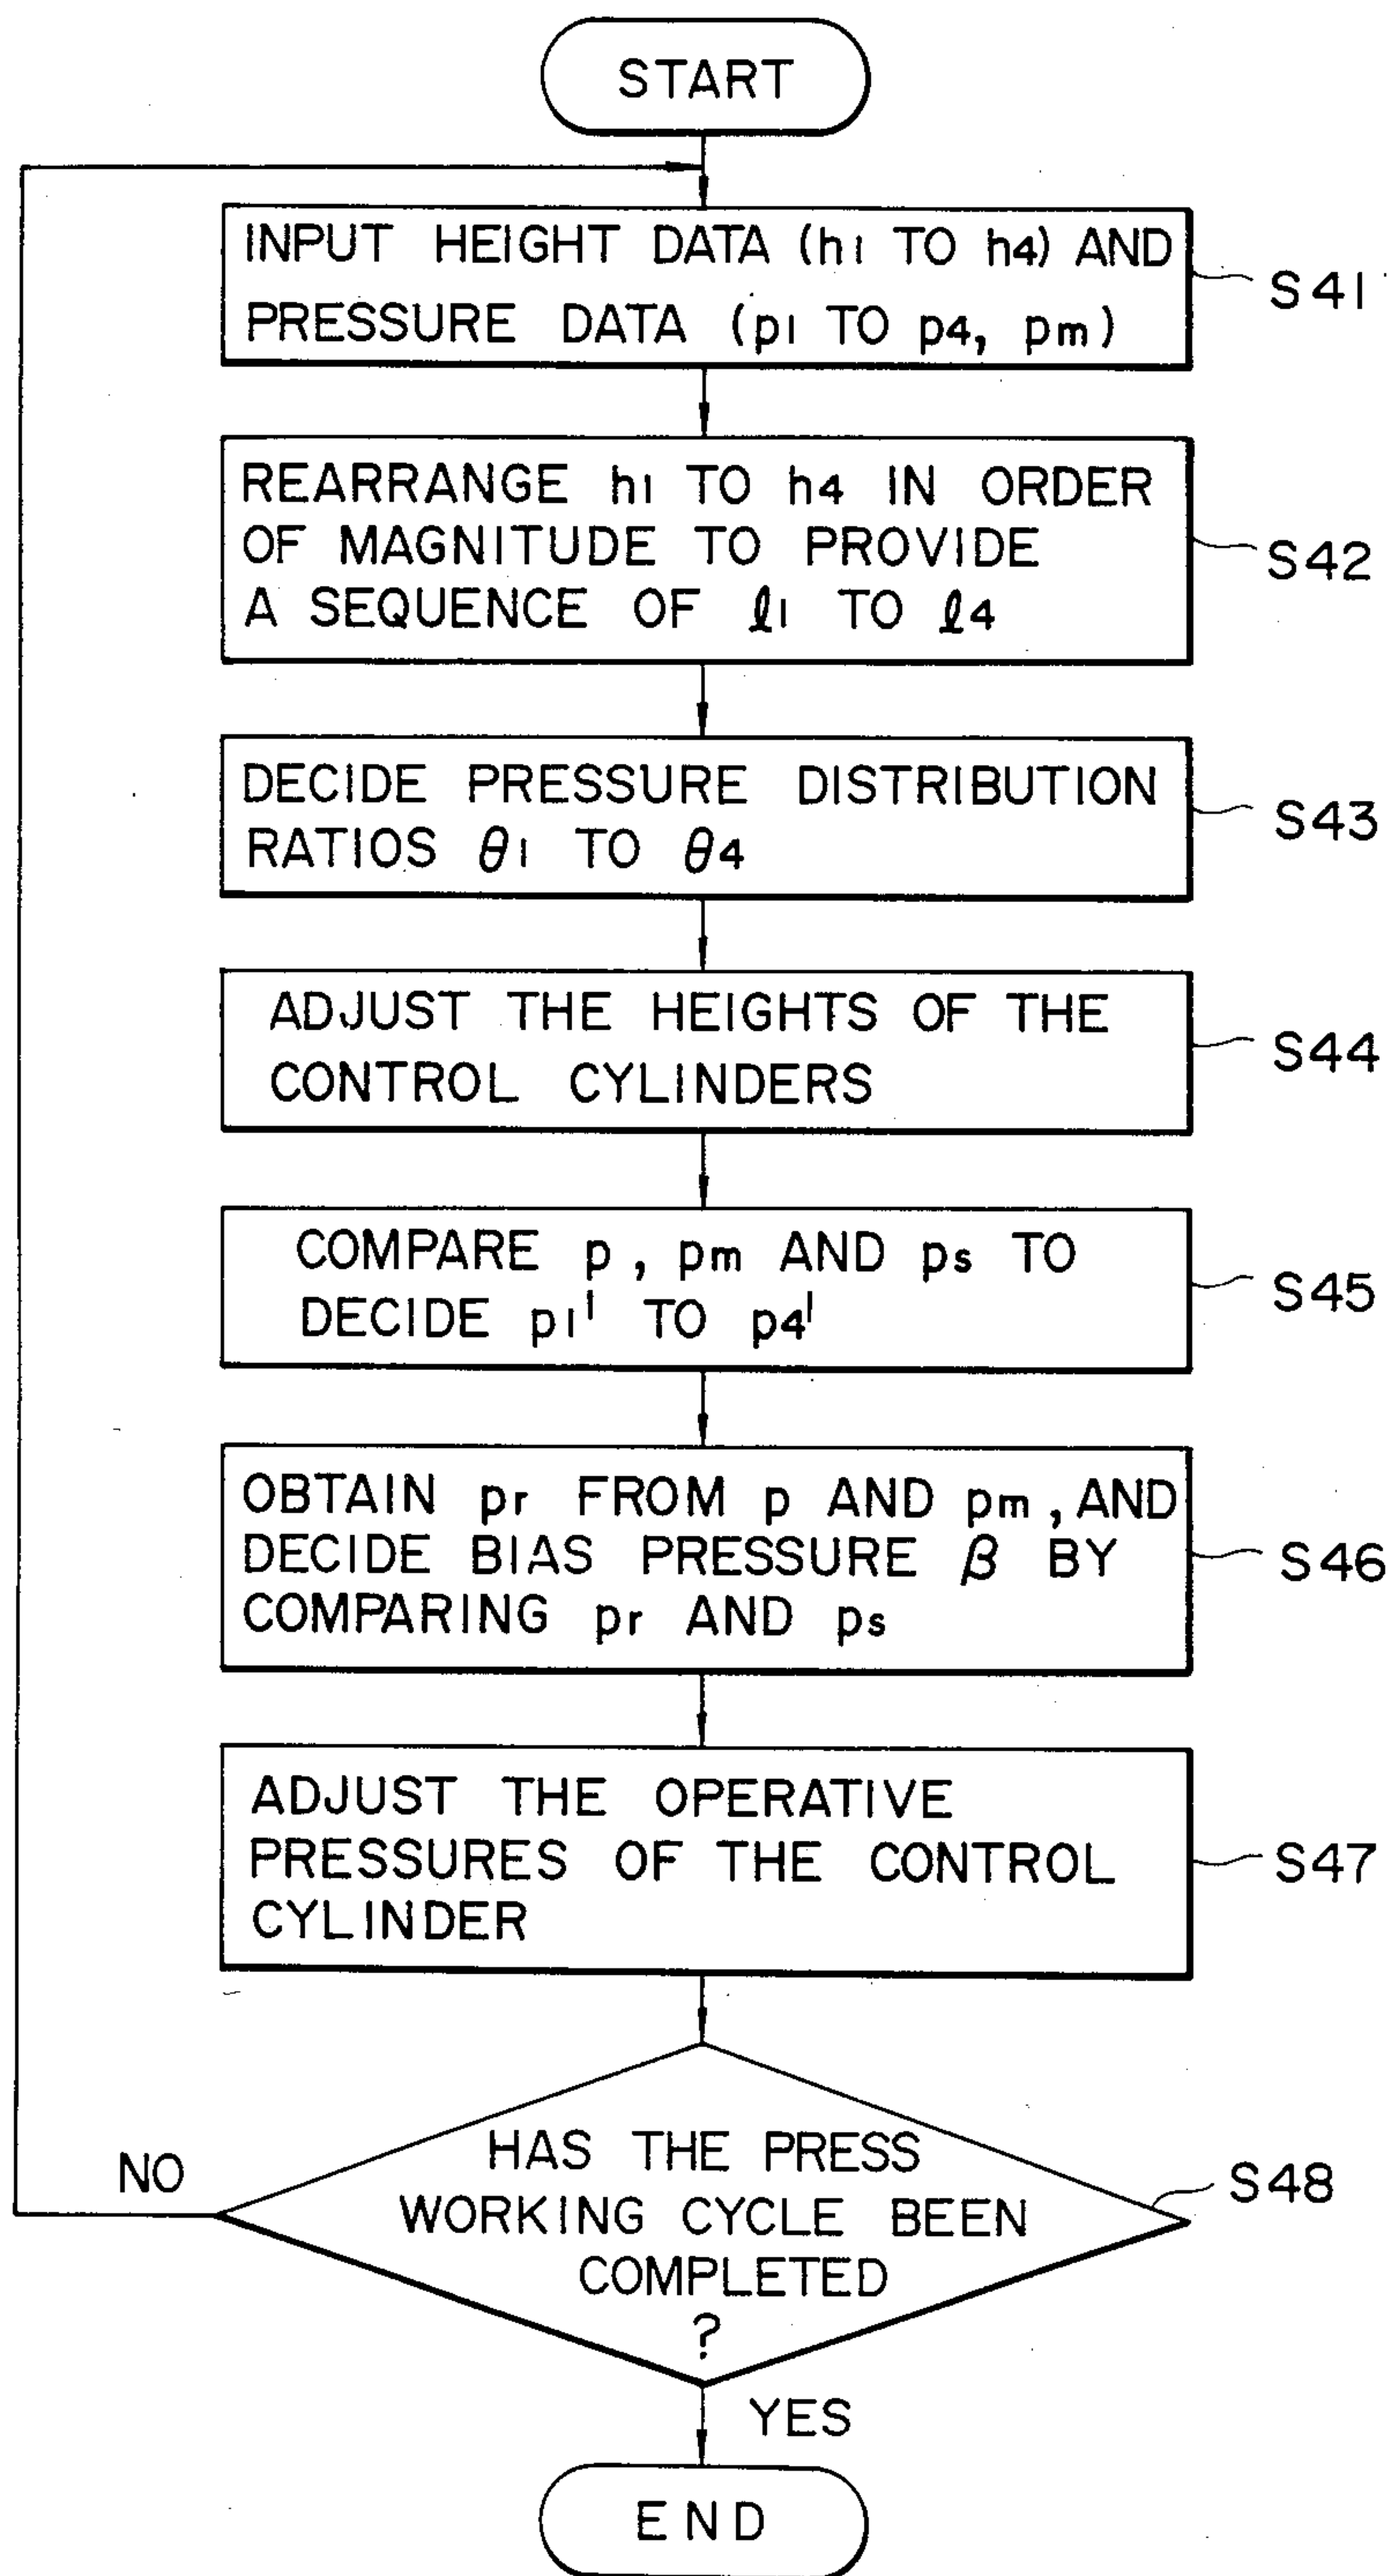 START
INPUT HEIGHT DATA (h1 TO h4) AND
PRESSURE DATA (p1 TO p4, pm)
S41
REARRANGE h1 TO h4 IN ORDER
OF MAGNITUDE TO PROVIDE
A SEQUENCE OF ℓ1 TO ℓ4
S42
DECIDE PRESSURE DISTRIBUTION
RATIOS θ1 TO θ4
S43
ADJUST THE HEIGHTS OF THE
CONTROL CYLINDERS
S44
COMPARE p, pm AND ps TO
DECIDE p1' TO p4'
S45
OBTAIN pr FROM p AND pm, AND
DECIDE BIAS PRESSURE β BY
COMPARING pr AND ps
S46
ADJUST THE OPERATIVE
PRESSURES OF THE CONTROL
CYLINDER
S47
HAS THE PRESS
WORKING CYCLE BEEN
COMPLETED
?
S48
NO
YES
END